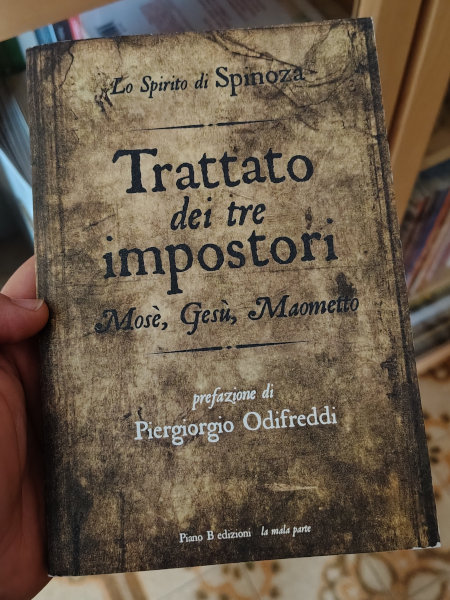 Lo Spirito di Spinoza
Trattato
dei tre
impostori
Mosè, Gesù, Maometto
prefazione di
Piergiorgio Odifreddi
Piano B edizioni la mala parte